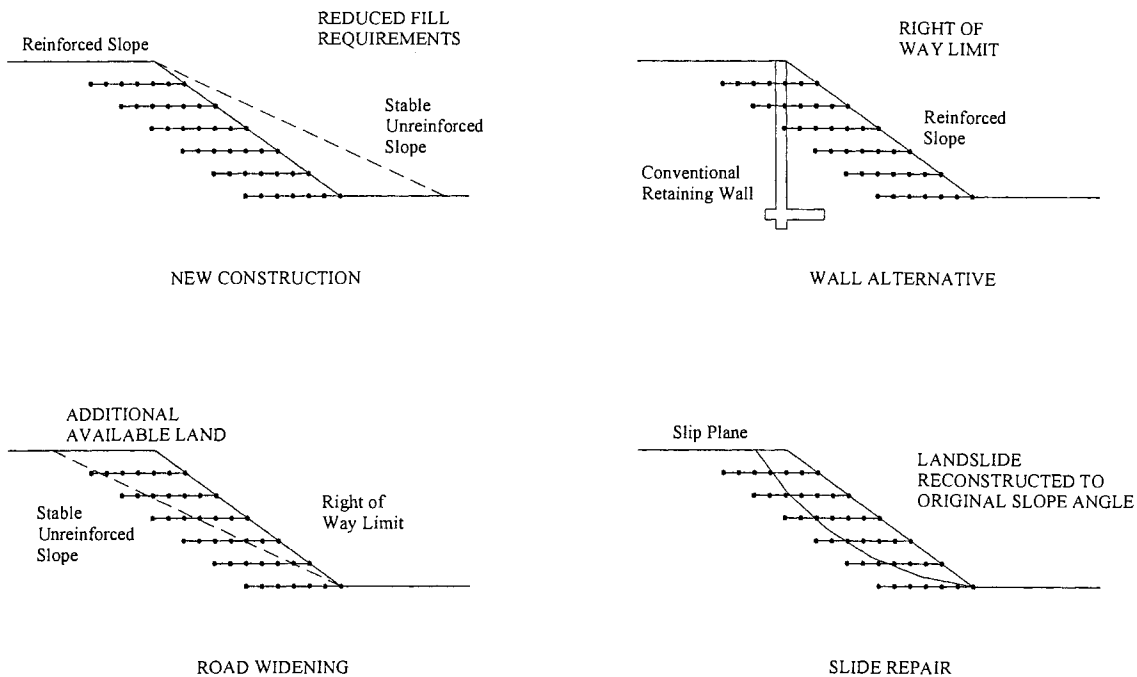 REDUCED FILL
REQUIREMENTS
Reinforced Slope
Stable
Unreinforced
Slope
NEW CONSTRUCTION
RIGHT OF
WAY LIMIT
Reinforced
Slope
Conventional
Retaining Wall
WALL ALTERNATIVE
ADDITIONAL
AVAILABLE LAND
Stable
Unreinforced
Slope
Right of
Way Limit
ROAD WIDENING
Slip Plane
LANDSLIDE
RECONSTRUCTED TO
ORIGINAL SLOPE ANGLE
SLIDE REPAIR